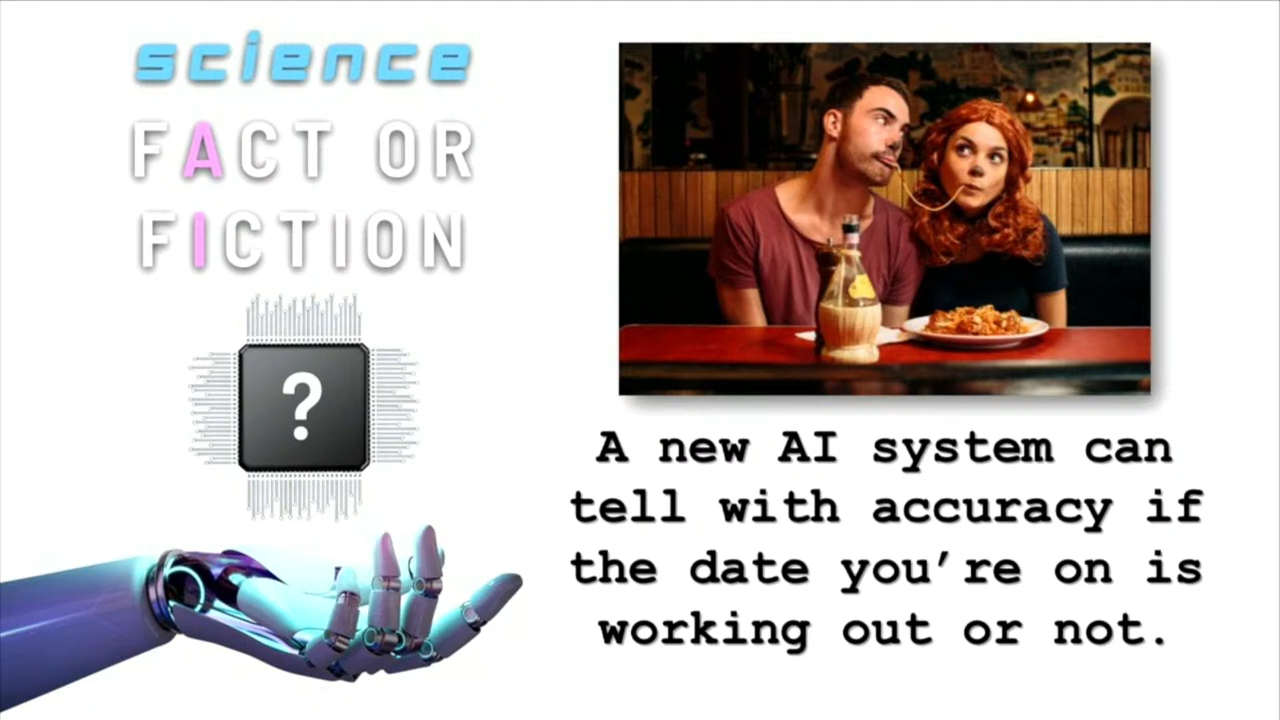 science
FACT OR
FICTION
?
A new AI system can
tell with accuracy if
the date you’re on is
working out or not.